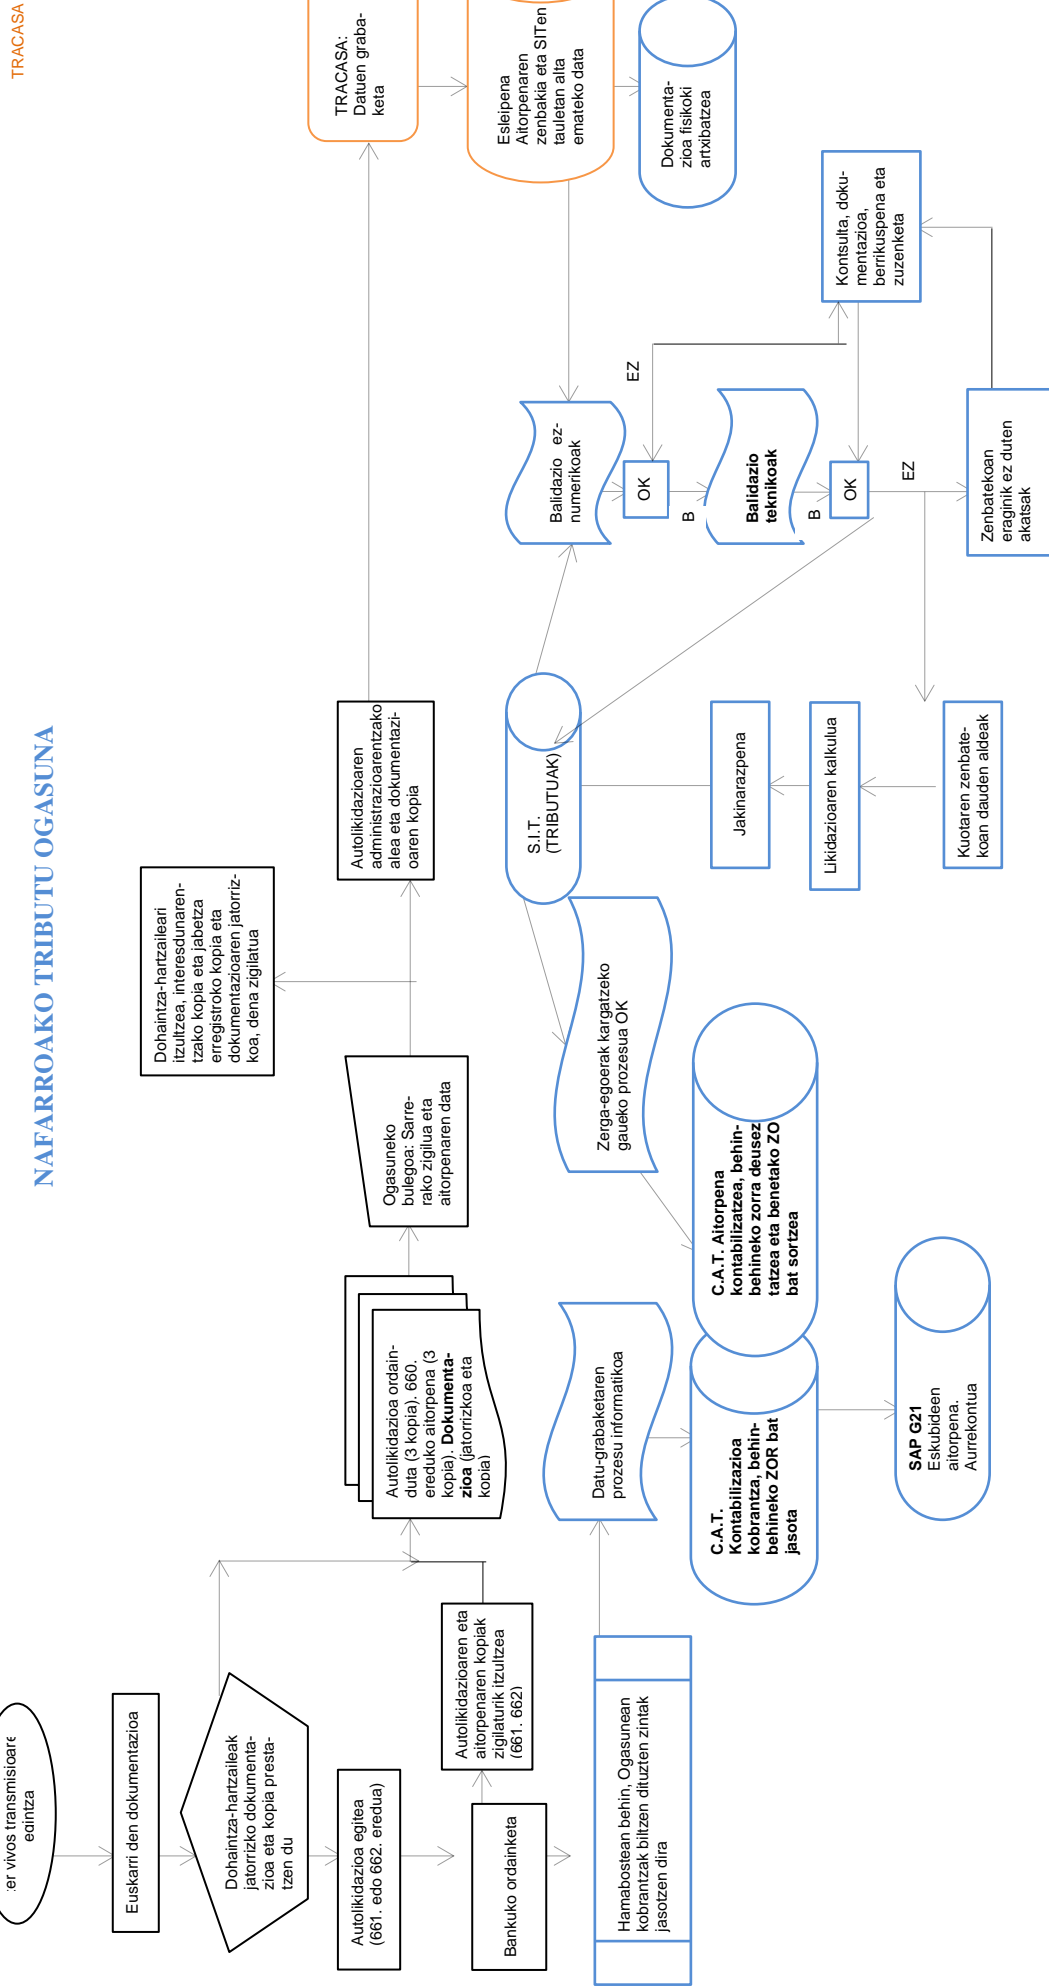 NAFARROAKO TRIBUTU OGASUNA
TRACASA
:er vivos transmisioare
egintza
Euskarri den dokumentazioa
Dohaintza-hartzaileak
jatorrizko dokumenta-
zioa eta kopia presta-
tzen du
Autolikidazioa egitea
(661. edo 662. eredua)
Bankuko ordainketa
Autolikidazioaren eta
aitorpenaren kopiak
zigilaturik itzultzea
(661. 662)
Hamabostean behin, Ogasunean
kobrantzak biltzen dituzten zintak
jasotzen dira
Autolikidazioa ordain-
duta (3 kopia). 660.
ereduko aitorpena (3
kopia). Dokumenta-
zioa (jatorrizkoa eta
kopia)
Ogasuneko
bulegoa: Sarre-
rako zigilua eta
aitorpenaren data
Dohaintza-hartzaileari
itzultzea, interesdunaren-
tzako kopia eta jabetza
erregistroko kopia eta
dokumentazioaren jatorriz-
koa, dena zigilatua
Autolikidazioaren
administrazioarentzako
alea eta dokumentazi-
oaren kopia
TRACASA:
Datuen graba-
keta
Esleipena
Aitorpenaren
zenbakia eta SITen
tauletan alta
emateko data
Dokumenta-
zioa fisikoki
artxibatzea
Datu-grabaketaren
prozesu informatikoa
C.A.T.
Kontabilizazioa
kobrantza, behin-
behineko ZOR bat
jasota
C.A.T. Aitorpena
kontabilizatzea, behin-
behineko zorra deusez
tatzea eta benetako ZO
bat sortzea
SAP G21
Eskubideen
aitorpena.
Aurrekontua
Zerga-egoerak kargatzeko
gaueko prozesua OK
S.I.T.
(TRIBUTUAK)
Balidazio ez-
numerikoak
OK
EZ
B
Balidazio
teknikoak
B
OK
EZ
Kontsulta, doku-
mentazioa,
berrikuspena eta
zuzenketa
Zenbatekoan
eraginik ez duten
akatsak
Jakinarazpena
Likidazioaren kalkulua
Kuotaren zenbate-
koan dauden aldeak